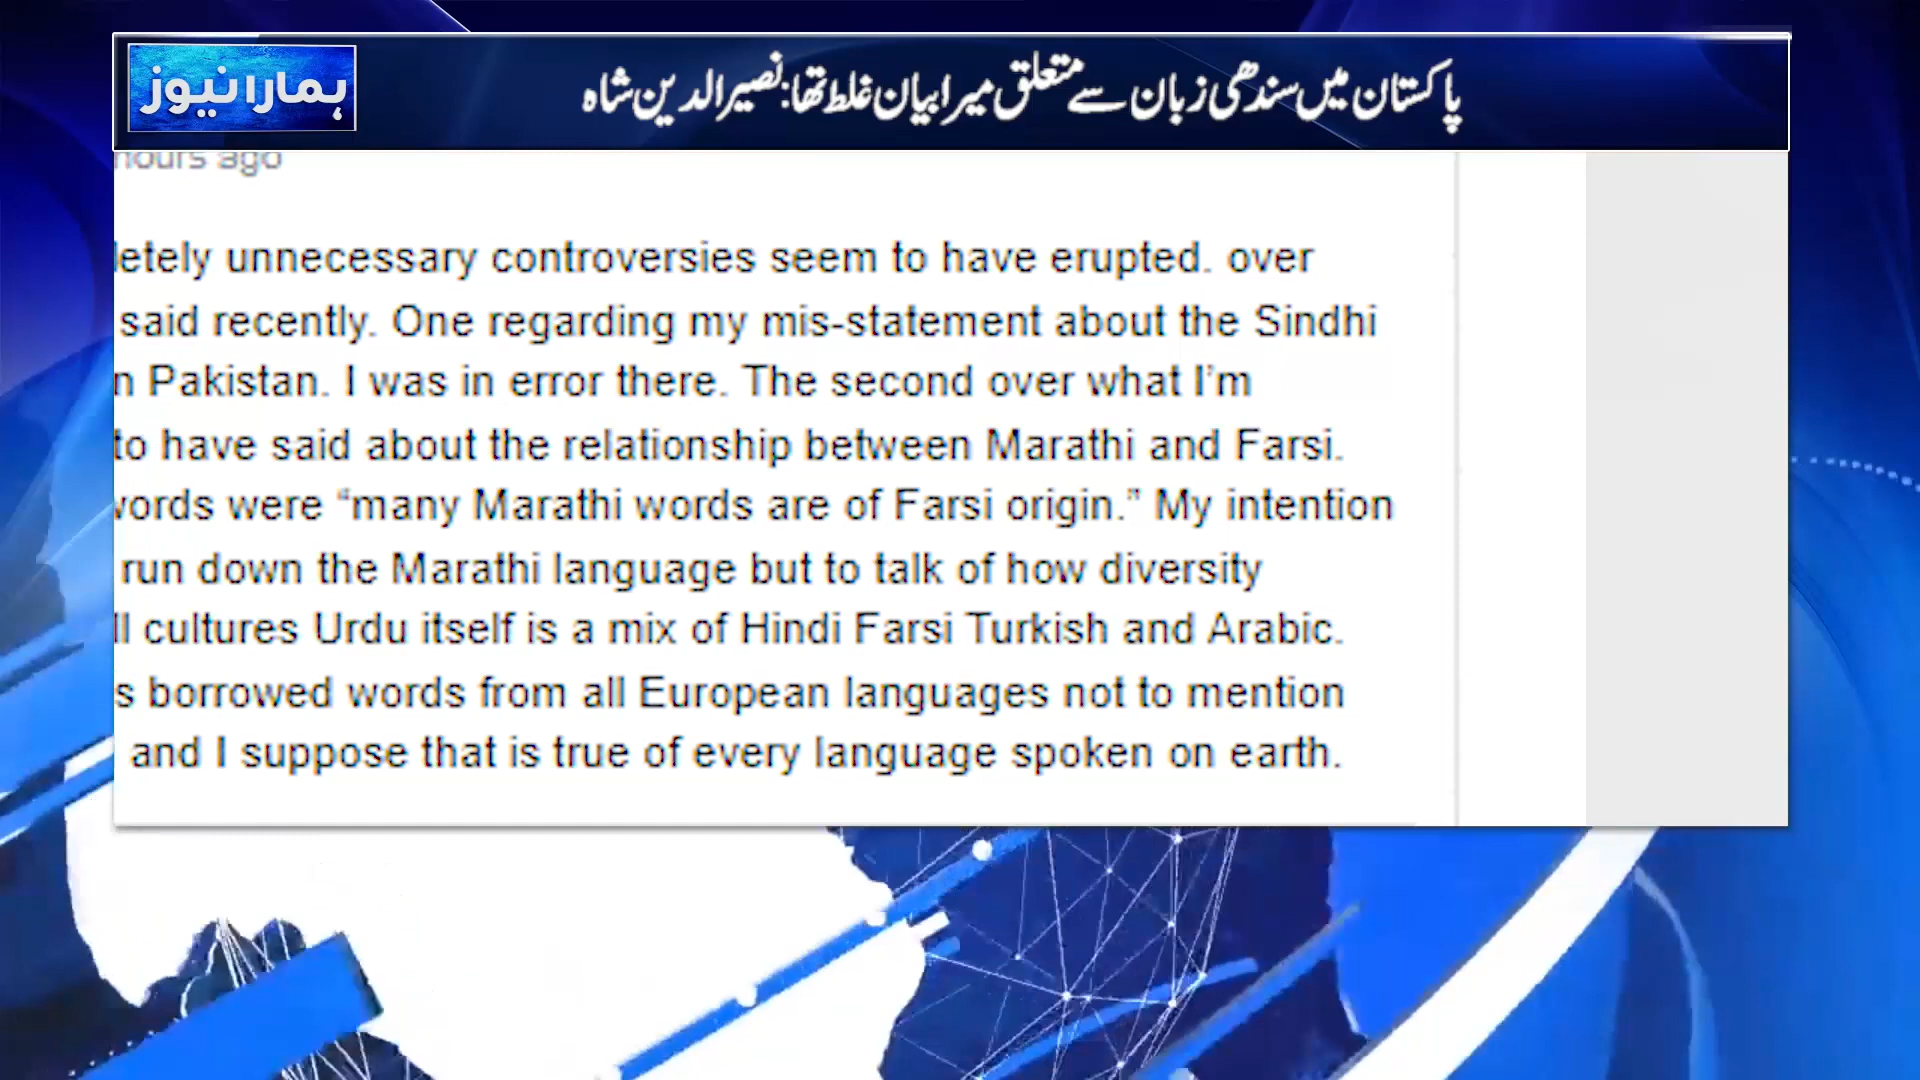 ہمارا نیوز
پاکستان میں سندھی زبان سے متعلق میرا بیان غلط تھا: نصیر الدین شاہ
hours ago
unnecessary controversies seem to have erupted. over
said recently. One regarding my mis-statement about the Sindhi
n Pakistan. I was in error there. The second over what I'm
to have said about the relationship between Marathi and Farsi.
words were “many Marathi words are of Farsi origin.” My intention
run down the Marathi language but to talk of how diversity
ll cultures Urdu itself is a mix of Hindi Farsi Turkish and Arabic.
s borrowed words from all European languages not to mention
and I suppose that is true of every language spoken on earth.